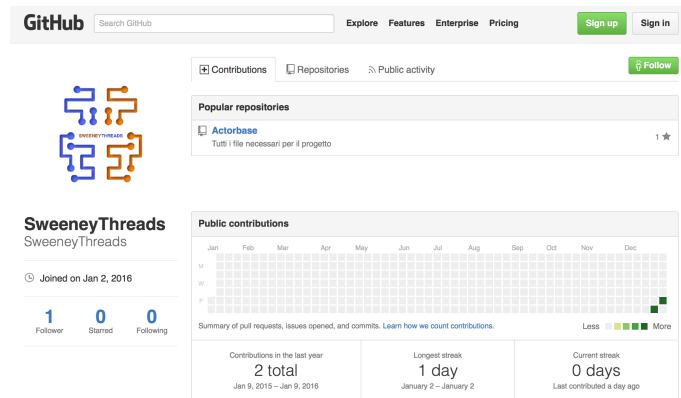 GitHub
Search GitHub
Explore Features Enterprise Pricing
Sign up
Sign in
Contributions
Repositories
Public activity
Follow
SWEENEYTHREADS
Popular repositories
Actorbase
Tutti i file necessari per il progetto
1
SweeneyThreads
SweeneyThreads
Joined on Jan 2, 2016
1 0 0
Follower Starred Following
Public contributions
Jan Feb Mar Apr May Jun Jul Aug Sep Oct Nov Dec
M
W
F
Summary of pull requests, issues opened, and commits. Learn how we count contributions.
Less More
Contributions in the last year
2 total
Jan 9, 2015 – Jan 9, 2016
Longest streak
1 day
January 2 – January 2
Current streak
0 days
Last contributed a day ago